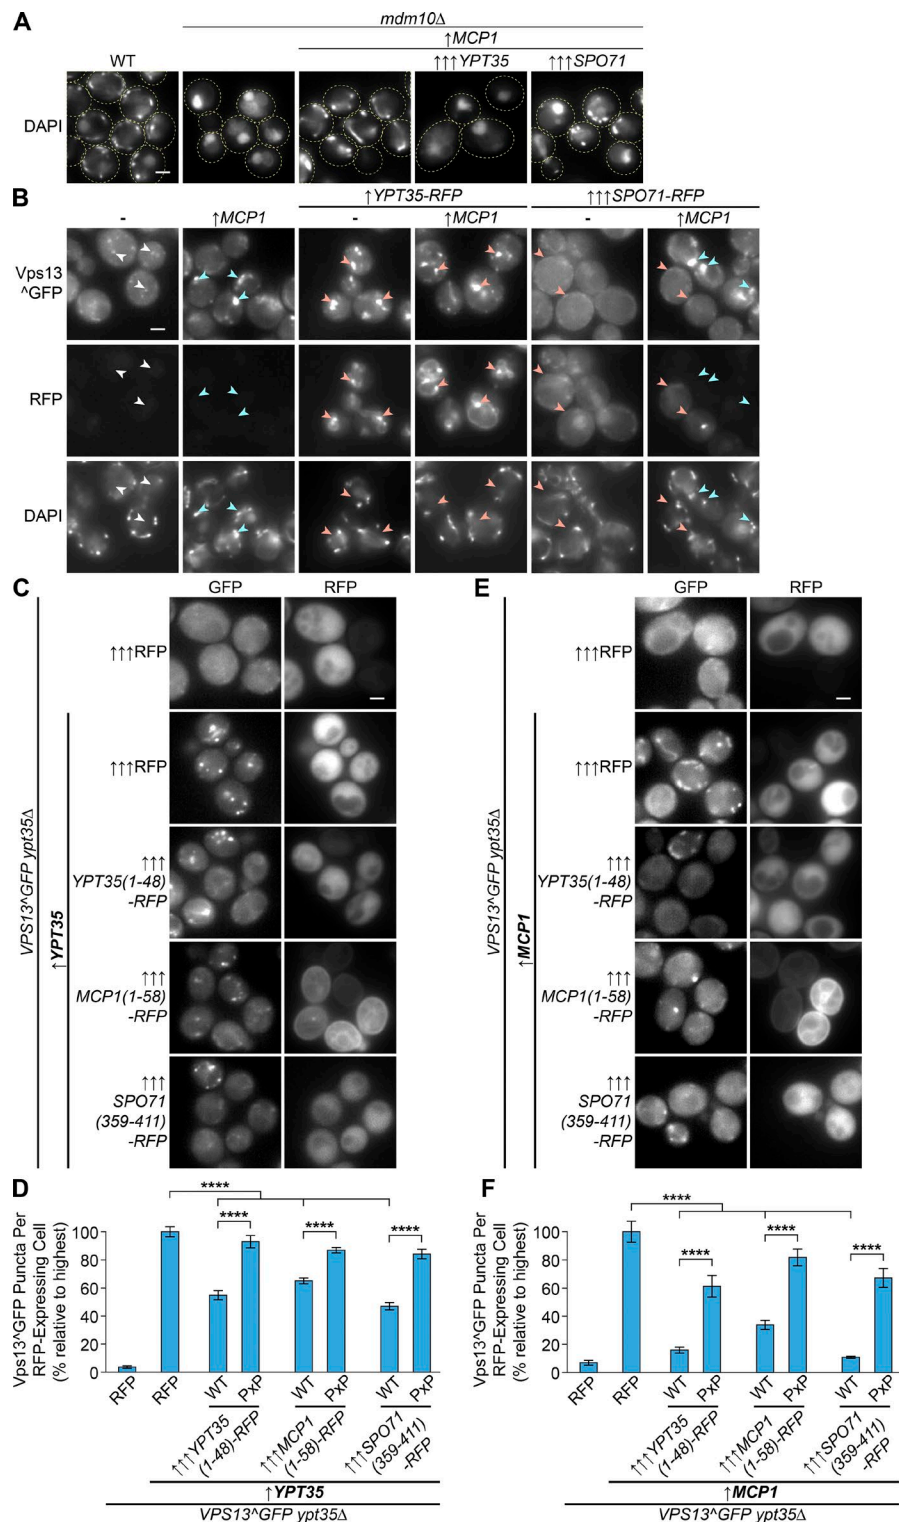 A
mdm10Δ
↑MCP1
WT
↑↑↑YPT35
↑↑↑SPO71
DAPI
B
↑YPT35-RFP
↑↑↑SPO71-RFP
-
↑MCP1
-
↑MCP1
-
↑MCP1
Vps13
^GFP
RFP
DAPI
C
GFP
RFP
VPS13^GFP ypt35Δ
↑YPT35
↑↑↑RFP
↑↑↑RFP
↑↑↑
YPT35(1-48)
-RFP
↑↑↑
MCP1(1-58)
-RFP
↑↑↑
SPO71
(359-411)
-RFP
E
GFP
RFP
VPS13^GFP ypt35Δ
↑MCP1
↑↑↑RFP
↑↑↑RFP
↑↑↑
YPT35(1-48)
-RFP
↑↑↑
MCP1(1-58)
-RFP
↑↑↑
SPO71
(359-411)
-RFP
D
Vps13^GFP Puncta Per
RFP-Expressing Cell
(% relative to highest)
100
80
60
40
20
0
****
****
****
****
RFP
RFP
WT
PxP
WT
PxP
WT
PxP
↑↑↑YPT35
(1-48)-RFP
↑↑↑MCP1
(1-58)-RFP
↑↑↑SPO71
(359-411)
-RFP
↑YPT35
VPS13^GFP ypt35Δ
F
Vps13^GFP Puncta Per
RFP-Expressing Cell
(% relative to highest)
100
80
60
40
20
0
****
****
****
****
RFP
RFP
WT
PxP
WT
PxP
WT
PxP
↑↑↑YPT35
(1-48)-RFP
↑↑↑MCP1
(1-58)-RFP
↑↑↑SPO71
(359-411)
-RFP
↑MCP1
VPS13^GFP ypt35Δ